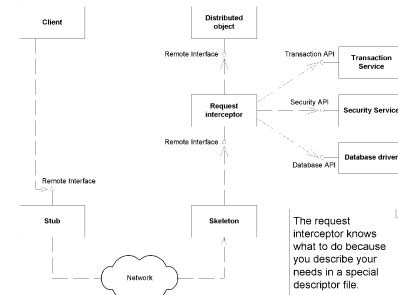 Client
Distributed
object
Remote Interface
Transaction API
Transaction
Service
Request
interceptor
Security API
Security Service
Remote Interface
Database API
Database driver
Remote Interface
Stub
Skeleton
Network
The request
interceptor knows
what to do because
you describe your
needs in a special
descriptor file.